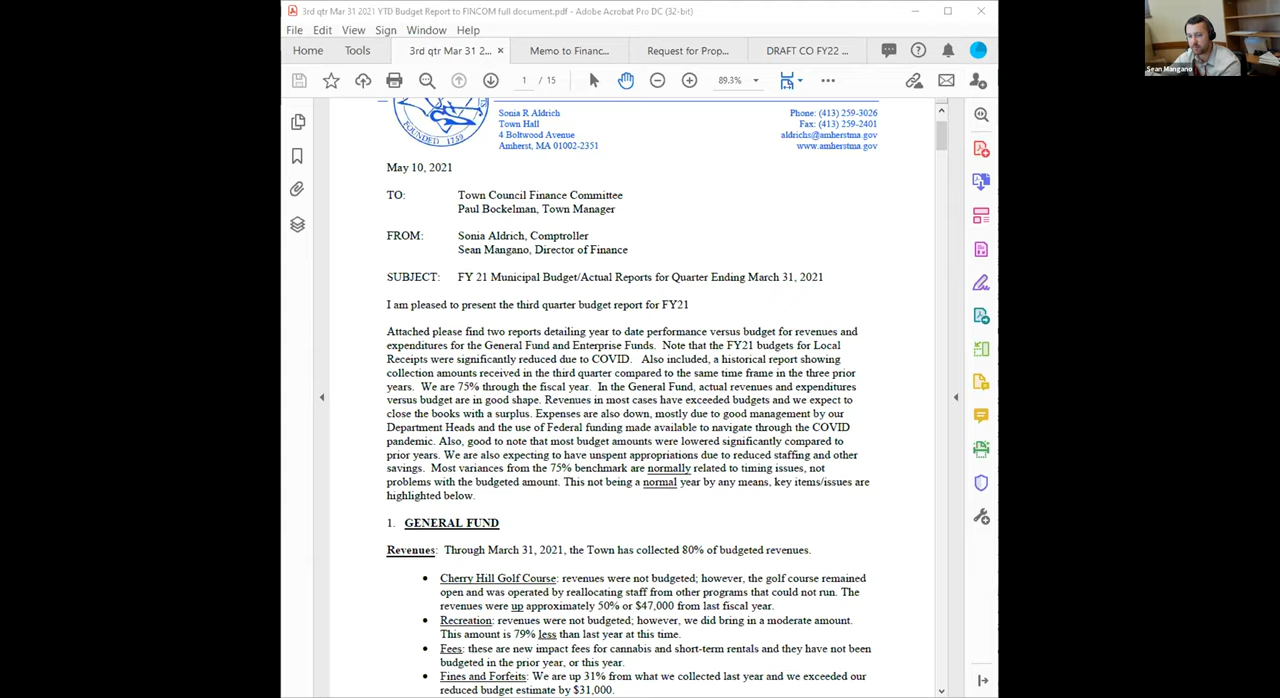 3rd qtr Mar 31 2021 YTD Budget Report to FINCOM full document.pdf - Adobe Acrobat Pro DC (32-bit)
File Edit View Sign Window Help
Home Tools 3rd qtr Mar 31 2... × Memo to Financ... Request for Prop... DRAFT CO FY22 ...
1 / 15 89.3%
Sean Mangano
FOUNDED 1759
Sonia R Aldrich
Town Hall
4 Boltwood Avenue
Amherst, MA 01002-2351
Phone: (413) 259-3026
Fax: (413) 259-2401
aldrichs@amherstma.gov
www.amherstma.gov
May 10, 2021
TO: Town Council Finance Committee
Paul Bockelman, Town Manager
FROM: Sonia Aldrich, Comptroller
Sean Mangano, Director of Finance
SUBJECT: FY 21 Municipal Budget/Actual Reports for Quarter Ending March 31, 2021
I am pleased to present the third quarter budget report for FY21
Attached please find two reports detailing year to date performance versus budget for revenues and
expenditures for the General Fund and Enterprise Funds. Note that the FY21 budgets for Local
Receipts were significantly reduced due to COVID. Also included, a historical report showing
collection amounts received in the third quarter compared to the same time frame in the three prior
years. We are 75% through the fiscal year. In the General Fund, actual revenues and expenditures
versus budget are in good shape. Revenues in most cases have exceeded budgets and we expect to
close the books with a surplus. Expenses are also down, mostly due to good management by our
Department Heads and the use of Federal funding made available to navigate through the COVID
pandemic. Also, good to note that most budget amounts were lowered significantly compared to
prior years. We are also expecting to have unspent appropriations due to reduced staffing and other
savings. Most variances from the 75% benchmark are normally related to timing issues, not
problems with the budgeted amount. This not being a normal year by any means, key items/issues are
highlighted below.
1. GENERAL FUND
Revenues: Through March 31, 2021, the Town has collected 80% of budgeted revenues.
• Cherry Hill Golf Course: revenues were not budgeted; however, the golf course remained
open and was operated by reallocating staff from other programs that could not run. The
revenues were up approximately 50% or $47,000 from last fiscal year.
• Recreation: revenues were not budgeted; however, we did bring in a moderate amount.
This amount is 79% less than last year at this time.
• Fees: these are new impact fees for cannabis and short-term rentals and they have not been
budgeted in the prior year, or this year.
• Fines and Forfeits: We are up 31% from what we collected last year and we exceeded our
reduced budget estimate by $31,000.